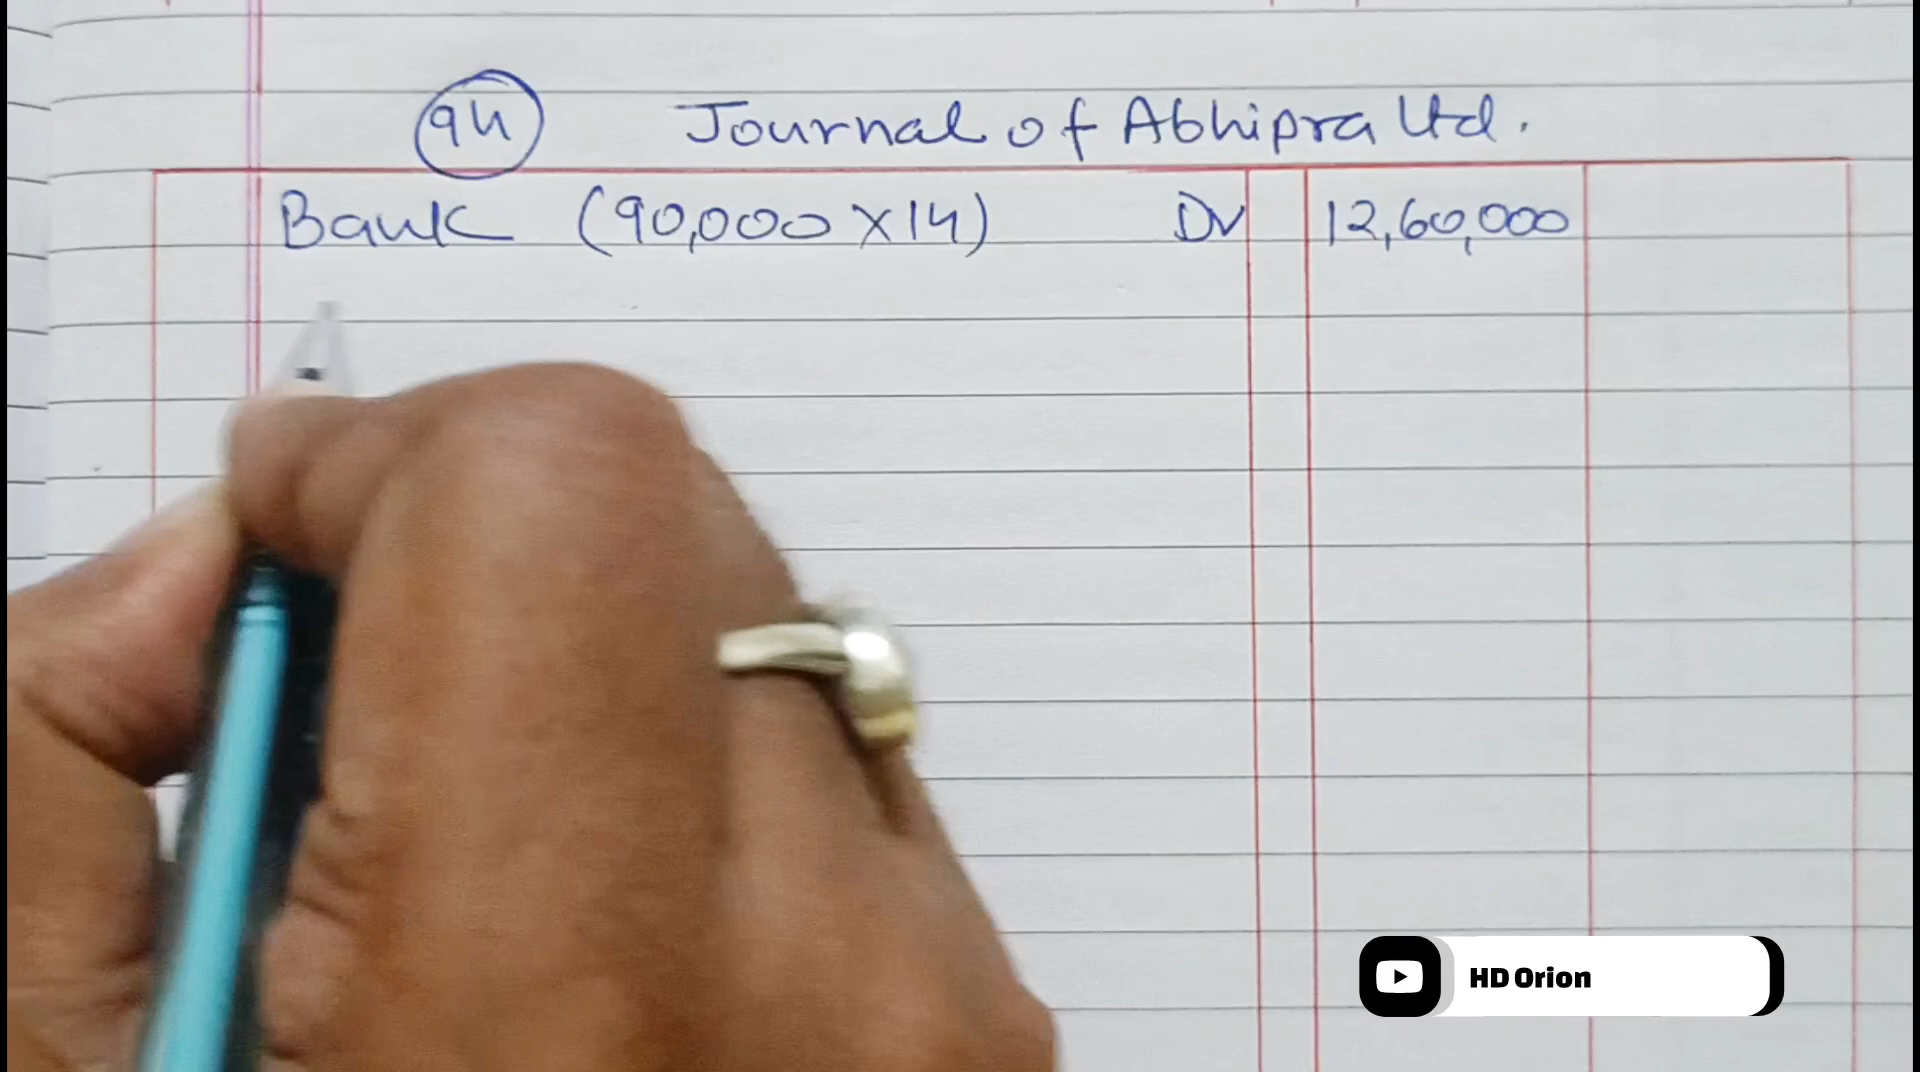 94 Journal of Abhipra Ltd.
Bank (90,000 X 14) Dr 12,60,000
HD Orion